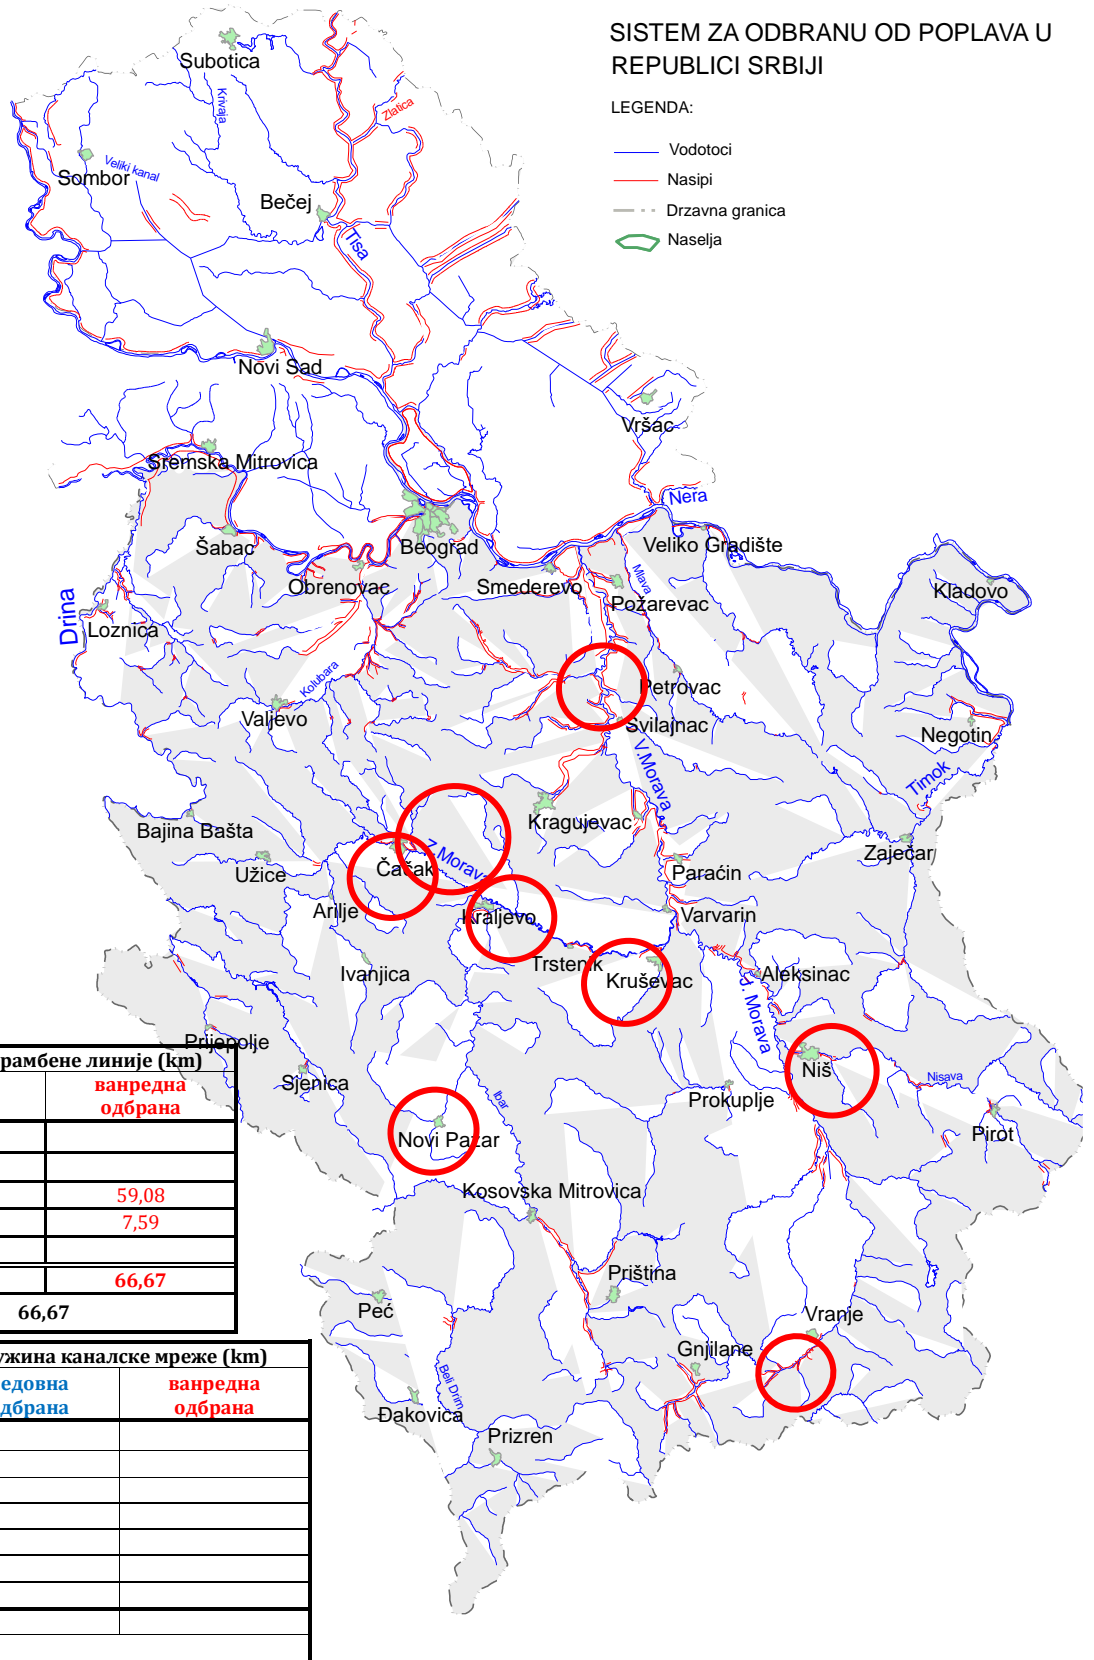 SISTEM ZA ODBRANU OD POPLAVA U
REPUBLICI SRBIJI
LEGENDA:
Vodotoci
Nasipi
Drzavna granica
Naselja
Subotica
Krivaja
Zlatica
Sombor
Veliki kanal
Bečej
Tisa
Novi Sad
Vršac
Sremska Mitrovica
Nera
Šabac
Beograd
Veliko Gradište
Obrenovac
Smederevo
Mlava
Požarevac
Kladovo
Drina
Loznica
Kolubara
Petrovac
Valjevo
Svilajnac
Negotin
V.Morava
Timok
Bajina Bašta
Kragujevac
Zaječar
Užice
Čačak
Z.Morava
Paraćin
Arilje
Kraljevo
Varvarin
Ivanjica
Trstenik
Kruševac
Aleksinac
J. Morava
Prijepolje
Sjenica
Ibar
Niš
Nisava
Prokuplje
Pirot
Novi Pazar
Kosovska Mitrovica
Priština
Peć
Vranje
Gnjilane
Beli Drim
Đakovica
Prizren
рамбене линије (km)
ванредна
одбрана
59,08
7,59
66,67
66,67
ужина каналске мреже (km)
едовна
дбрана
ванредна
одбрана